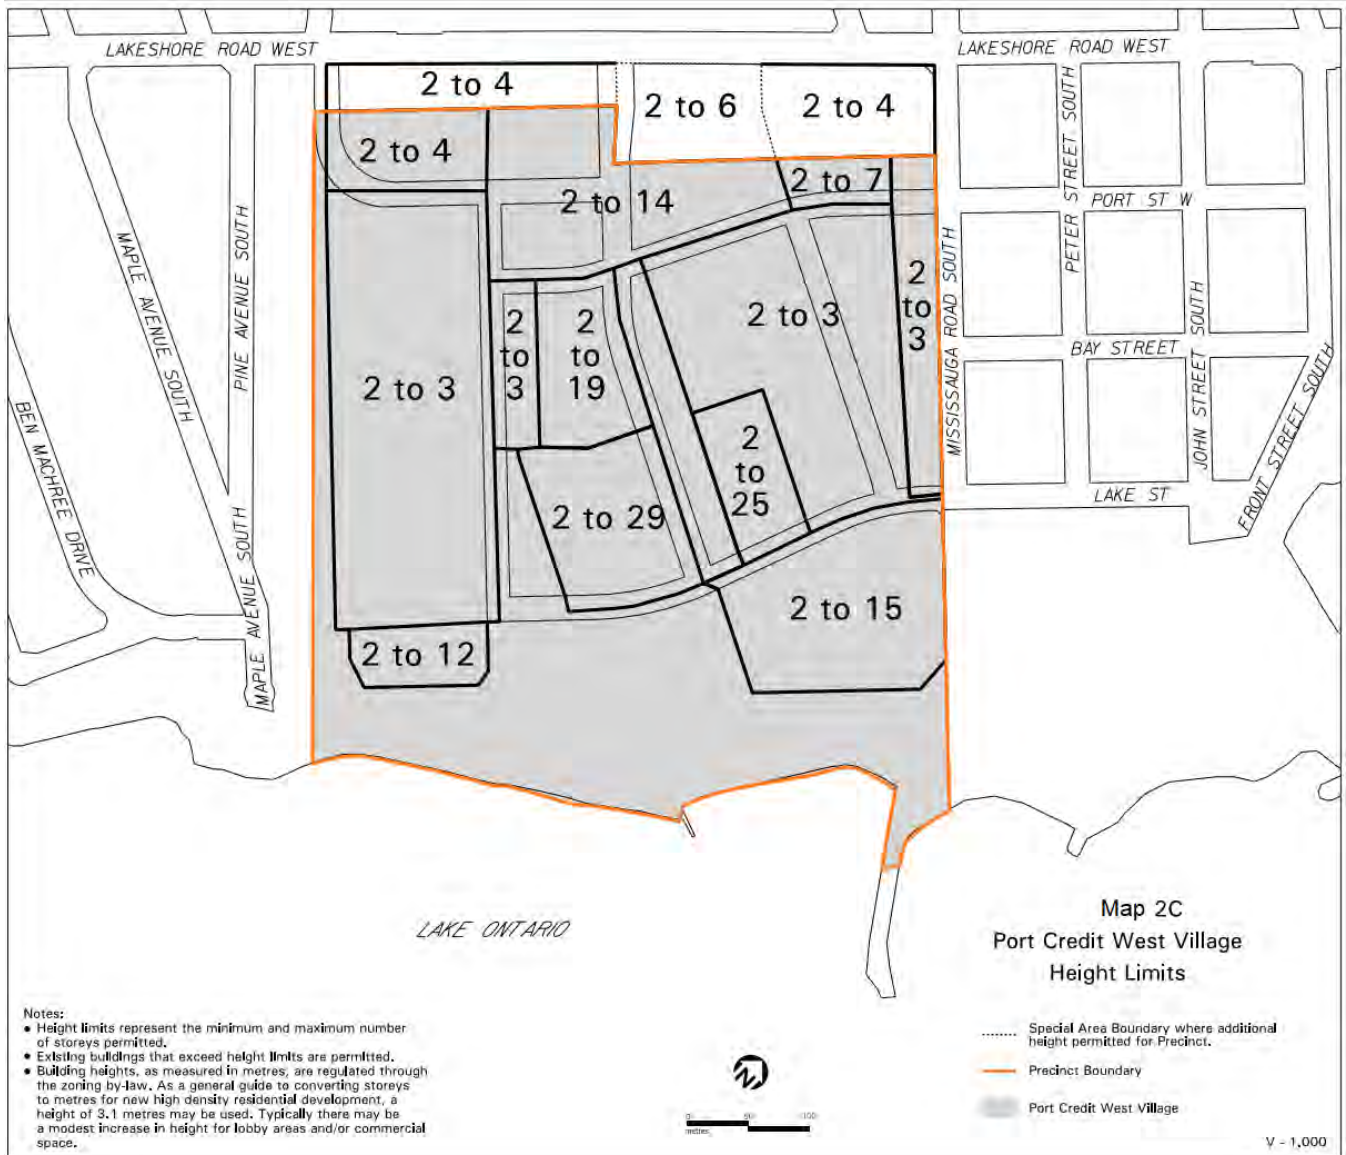 LAKESHORE ROAD WEST
LAKESHORE ROAD WEST
2 to 4
2 to 6
2 to 4
2 to 4
2 to 14
2 to 7
PETER STREET SOUTH
PORT ST W
MAPLE AVENUE SOUTH
PINE AVENUE SOUTH
2 to 3
2
to
3
2
to
19
2 to 3
2
to
3
MISSISSAUGA ROAD SOUTH
BAY STREET
JOHN STREET SOUTH
FRONT STREET SOUTH
BEN MACHREE DRIVE
2
to
25
LAKE ST
2 to 29
MAPLE AVENUE SOUTH
2 to 15
2 to 12
LAKE ONTARIO
Map 2C
Port Credit West Village
Height Limits
Notes:
• Height limits represent the minimum and maximum number
of storeys permitted.
• Existing buildings that exceed height limits are permitted.
• Building heights, as measured in metres, are regulated through
the zoning by-law. As a general guide to converting storeys
to metres for new high density residential development, a
height of 3.1 metres may be used. Typically there may be
a modest increase in height for lobby areas and/or commercial
space.
0 50 100
metres
Special Area Boundary where additional
height permitted for Precinct.
Precinct Boundary
Port Credit West Village
V - 1,000